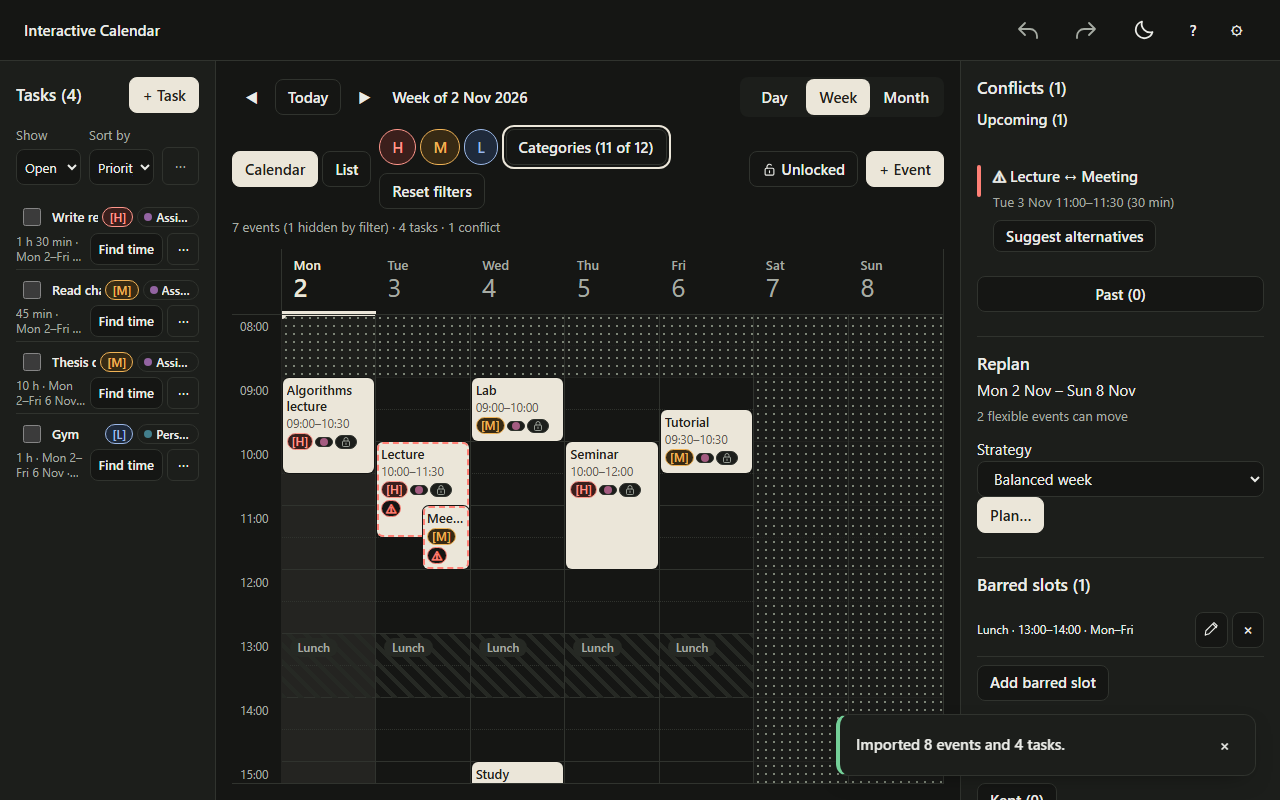 Interactive Calendar
?
Tasks (4)
+ Task
Show
Sort by
Open
Priorit
...
Write re
[H]
Assi...
1 h 30 min ·
Mon 2–Fri ...
Find time
...
Read cha
[M]
Ass...
45 min ·
Mon 2–Fri ...
Find time
...
Thesis c
[M]
Assi...
10 h · Mon
2–Fri 6 Nov...
Find time
...
Gym
[L]
Pers...
1 h · Mon 2–
Fri 6 Nov ·...
Find time
...
◀
Today
▶
Week of 2 Nov 2026
Day
Week
Month
Calendar
List
H
M
L
Categories (11 of 12)
Reset filters
Unlocked
+ Event
7 events (1 hidden by filter) · 4 tasks · 1 conflict
Mon
2
Tue
3
Wed
4
Thu
5
Fri
6
Sat
7
Sun
8
08:00
09:00
10:00
11:00
12:00
13:00
14:00
15:00
Algorithms
lecture
09:00–10:30
[H]
Lecture
10:00–11:30
[H]
Mee...
[M]
Lab
09:00–10:00
[M]
Seminar
10:00–12:00
[H]
Tutorial
09:30–10:30
[M]
Lunch
Lunch
Lunch
Lunch
Lunch
Study
Conflicts (1)
Upcoming (1)
⚠ Lecture ↔ Meeting
Tue 3 Nov 11:00–11:30 (30 min)
Suggest alternatives
Past (0)
Replan
Mon 2 Nov – Sun 8 Nov
2 flexible events can move
Strategy
Balanced week
Plan...
Barred slots (1)
Lunch · 13:00–14:00 · Mon–Fri
×
Add barred slot
Imported 8 events and 4 tasks.
×
Kept (0)